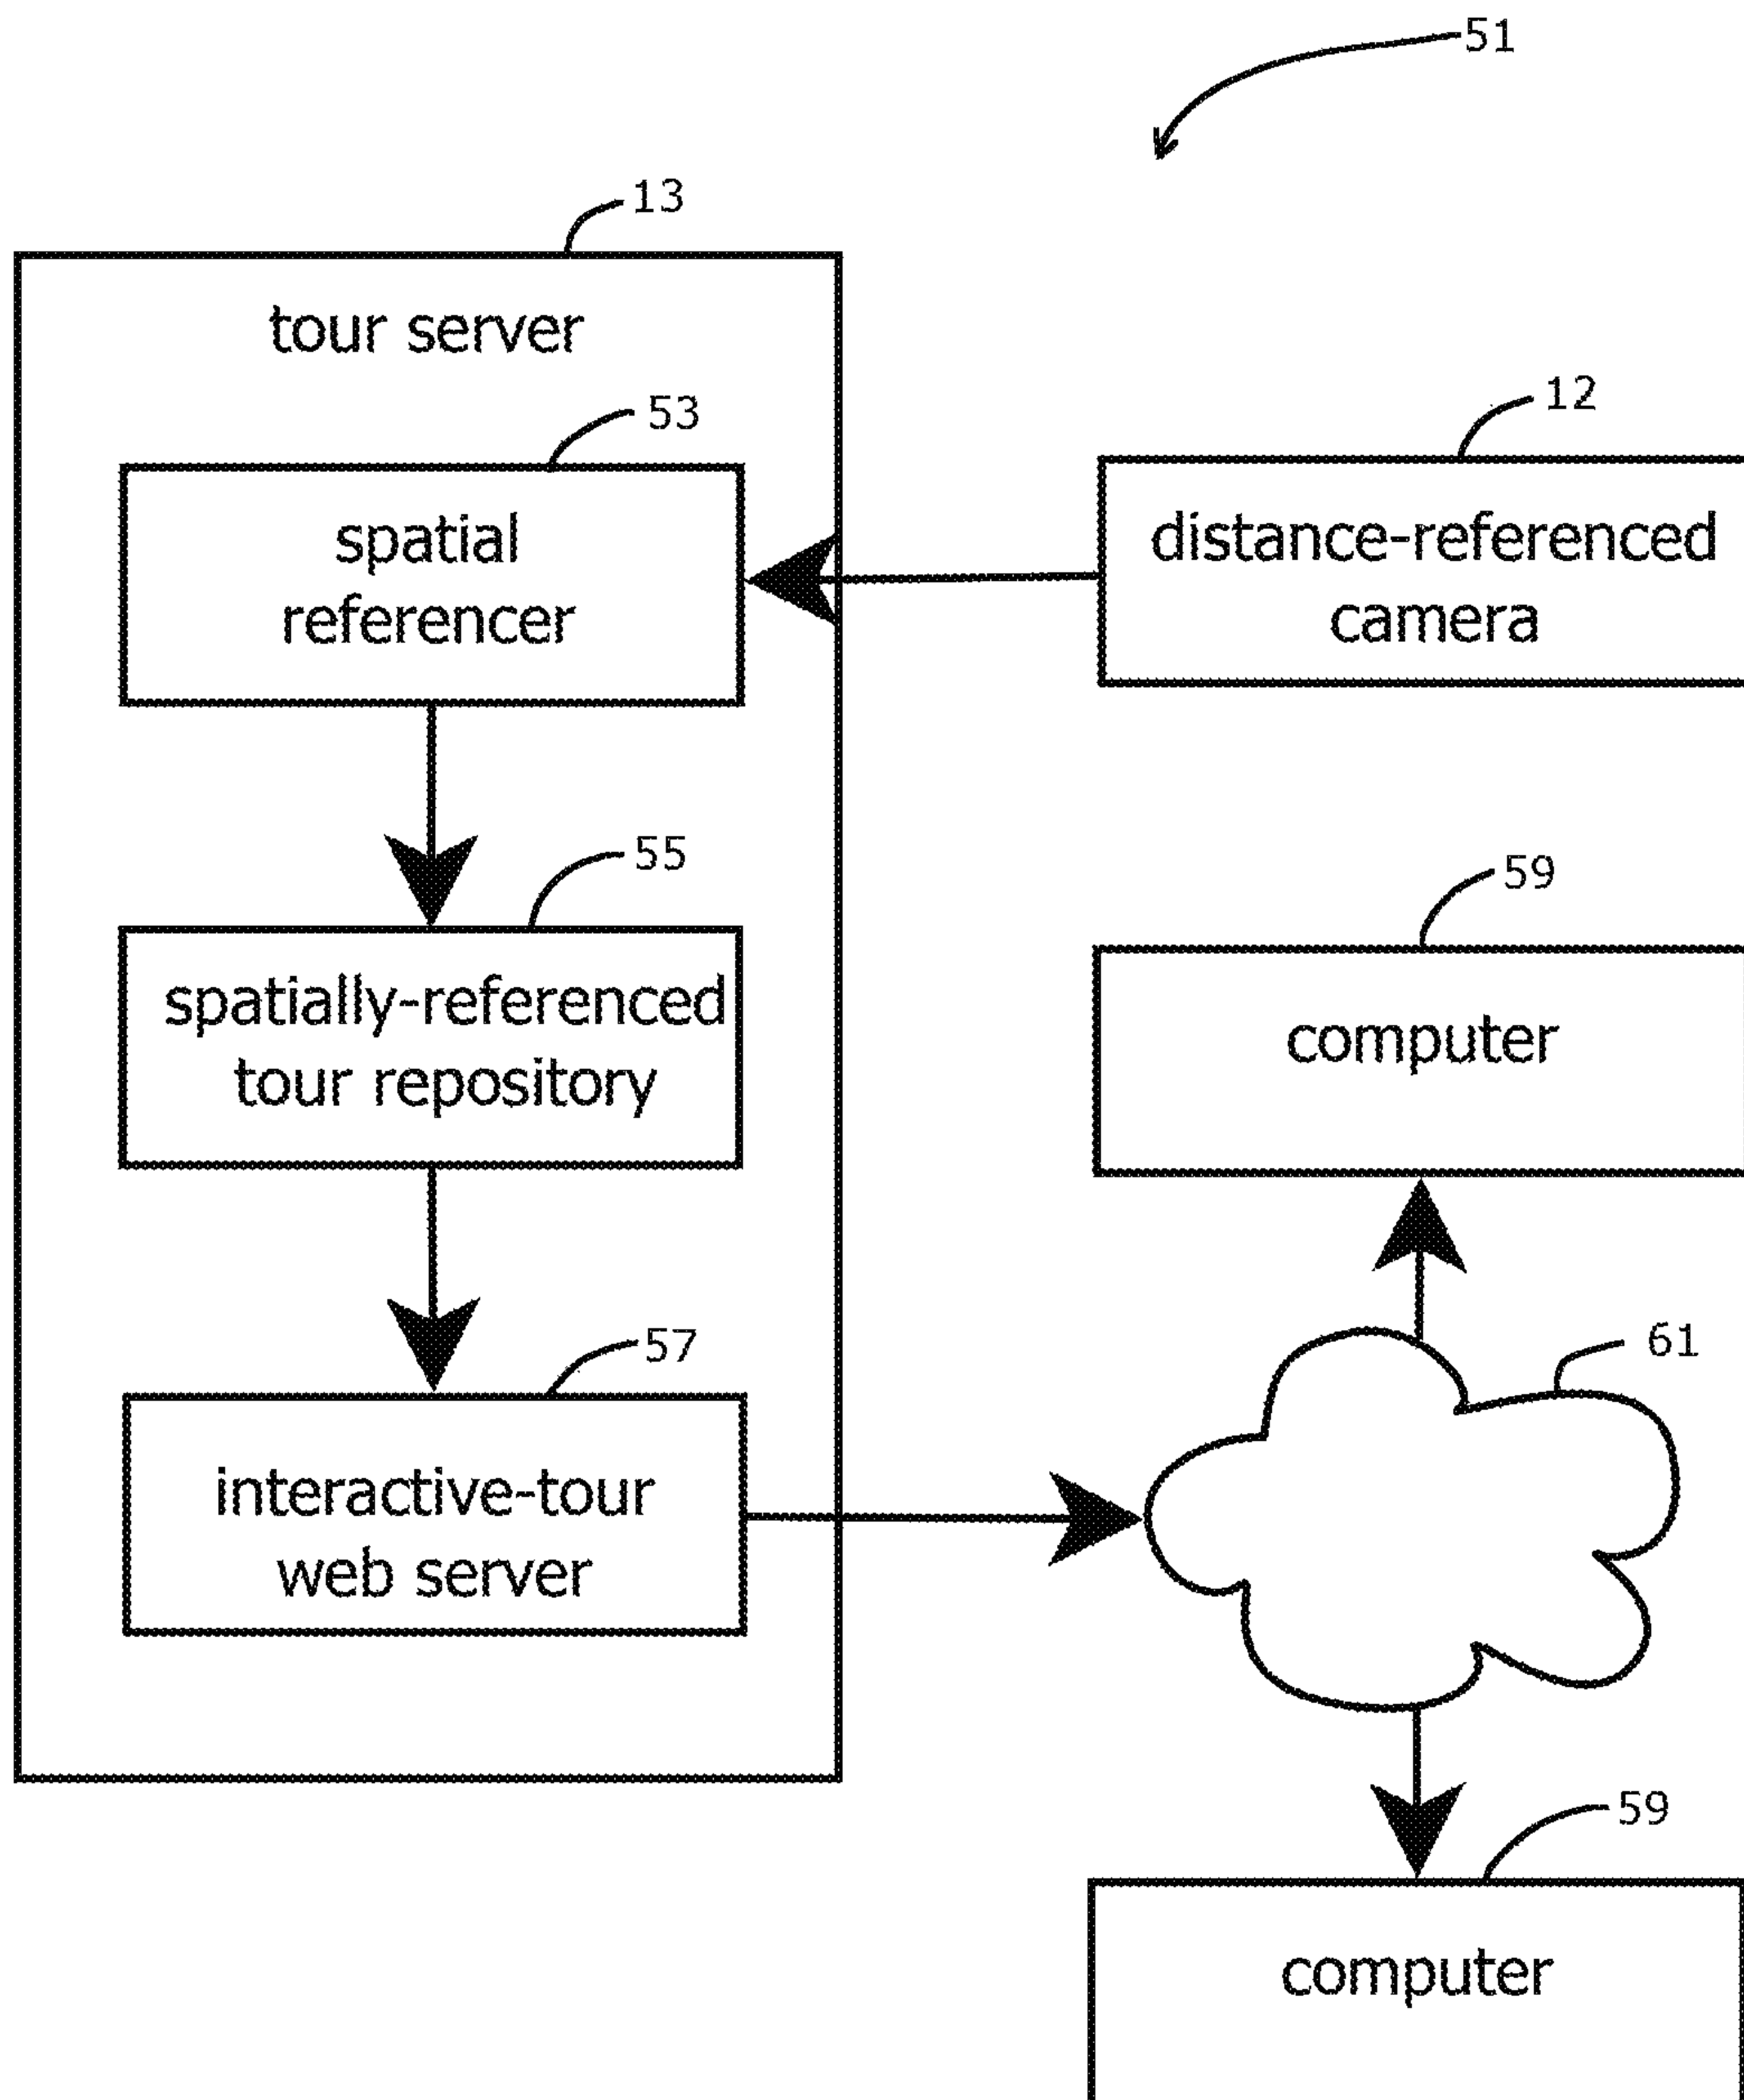 51
13
tour server
53
spatial
referencer
12
distance-referenced
camera
55
spatially-referenced
tour repository
59
computer
57
interactive-tour
web server
61
59
computer